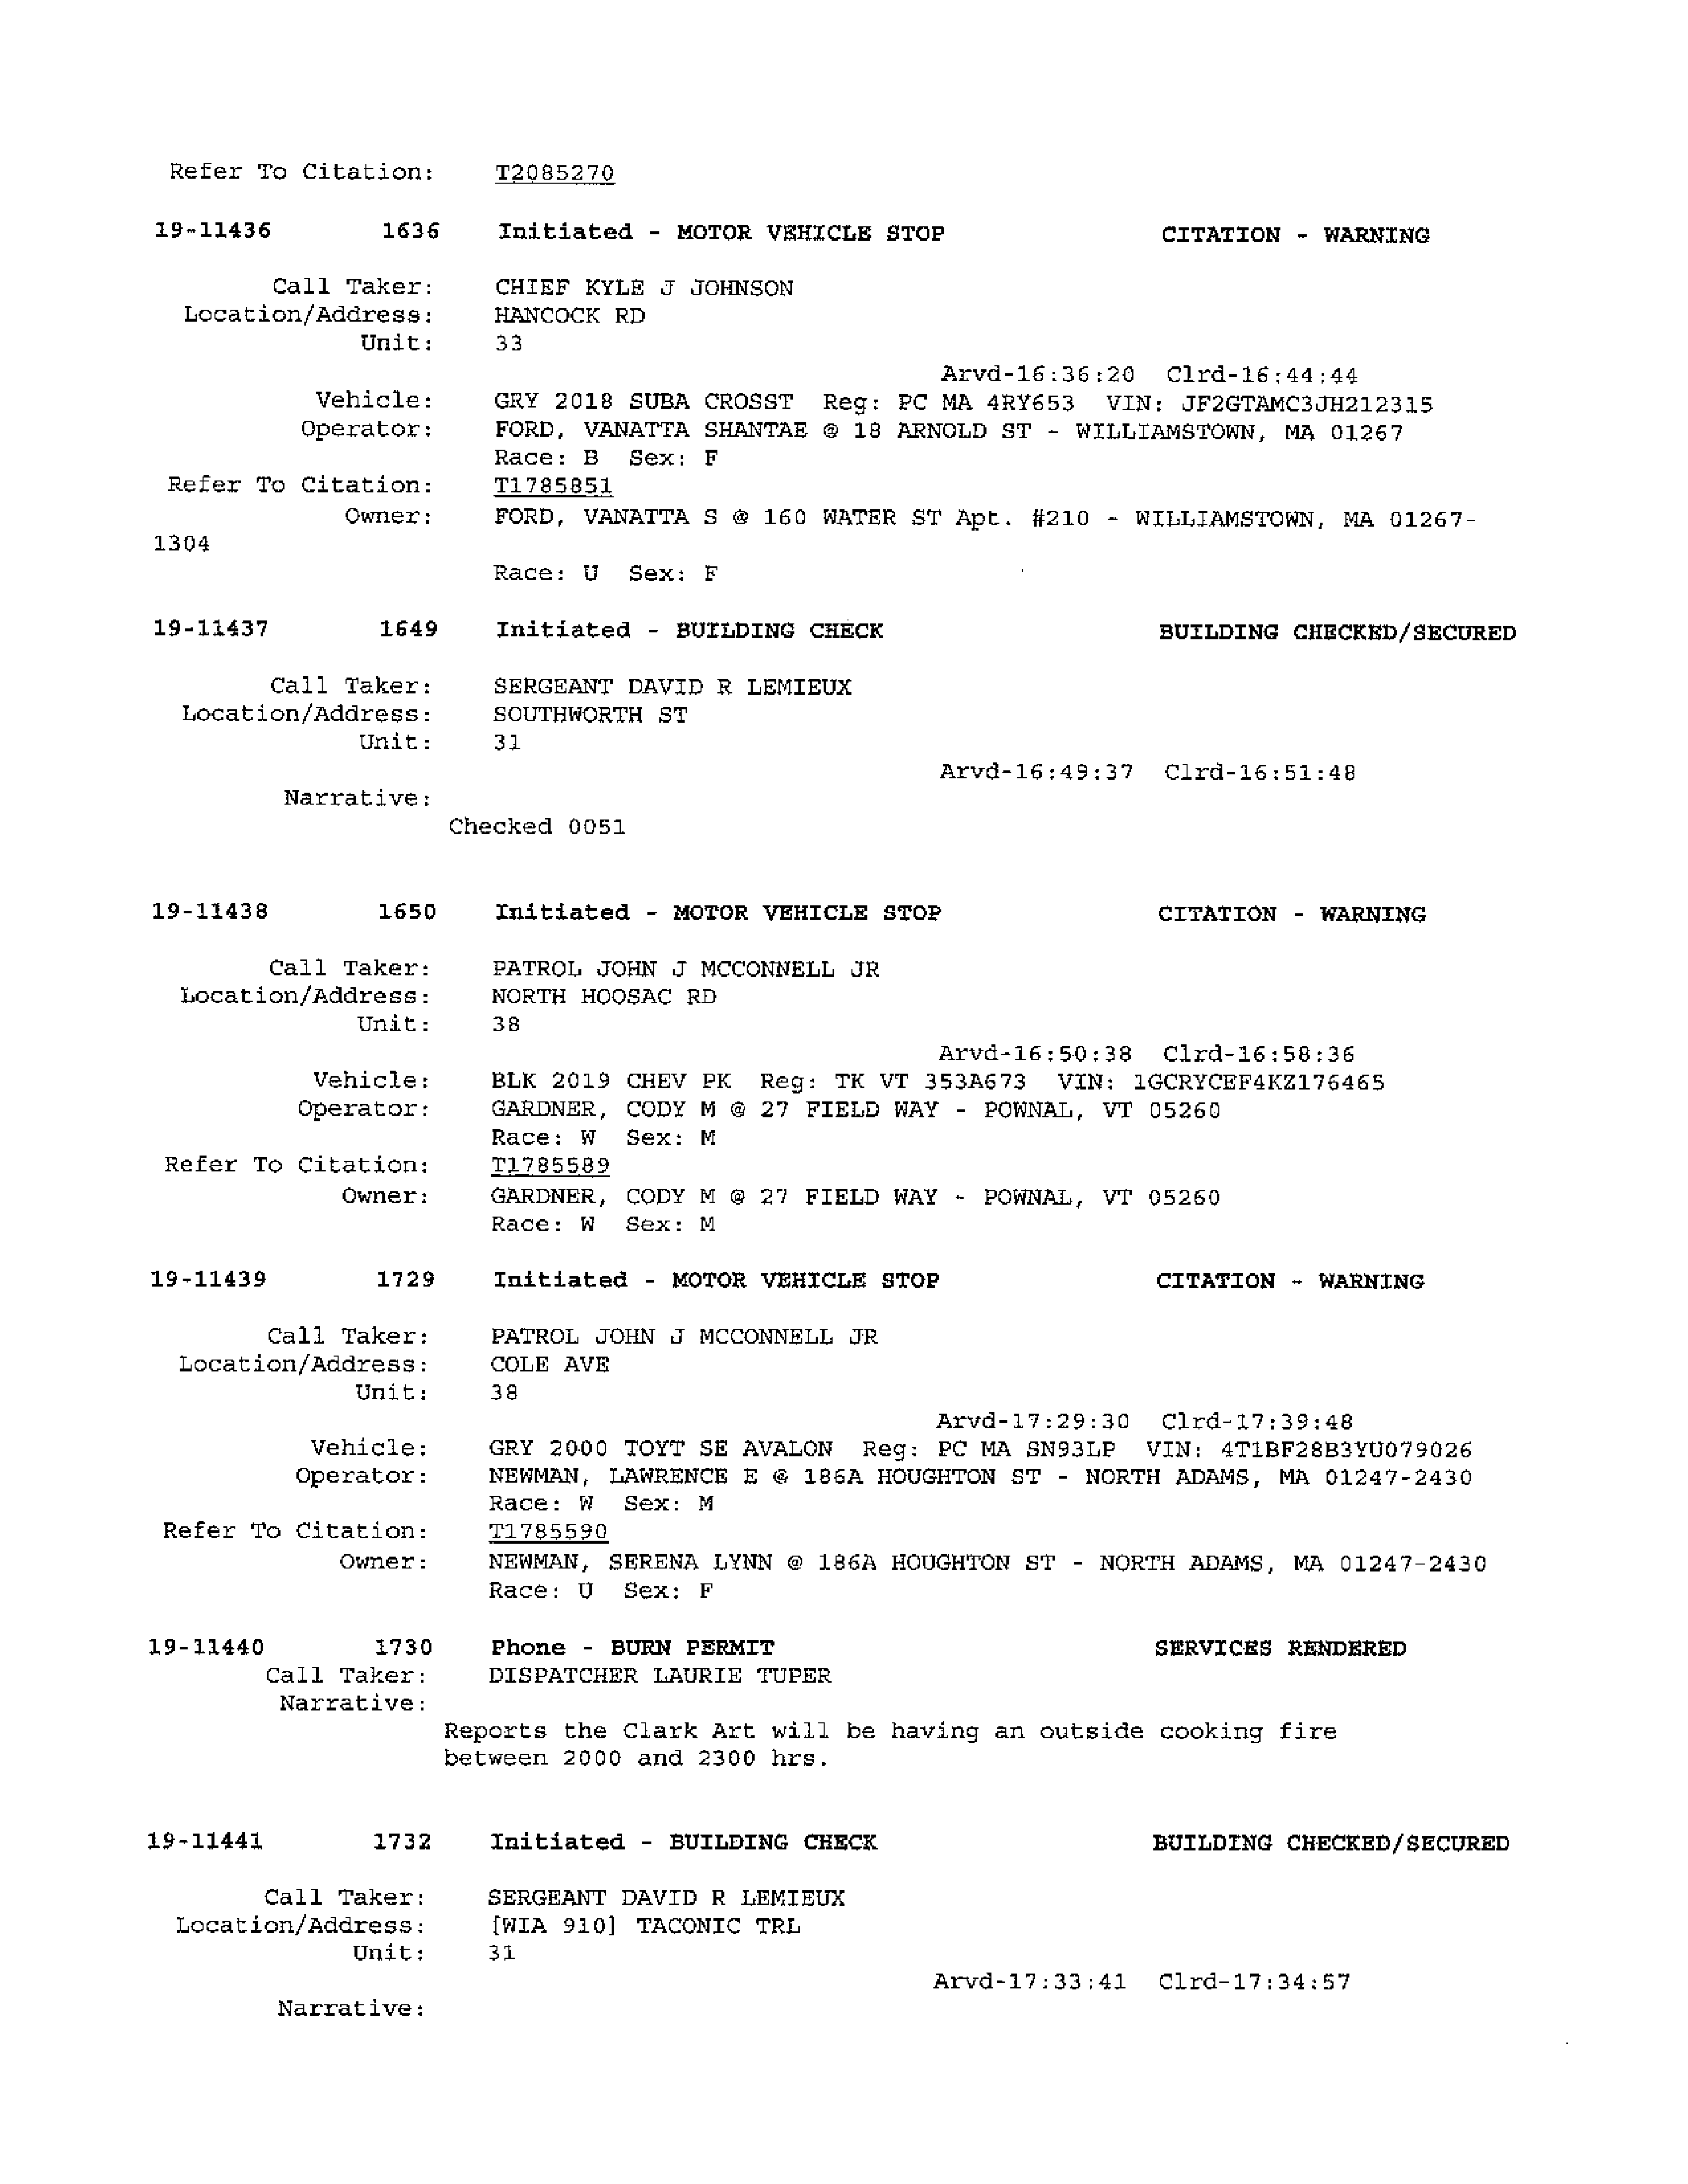 Refer To Citation: T2085270
19-11436 1636 Initiated - MOTOR VEHICLE STOP CITATION - WARNING
Call Taker: CHIEF KYLE J JOHNSON
Location/Address: HANCOCK RD
Unit: 33
Arvd-16:36:20 Clrd-16:44:44
Vehicle: GRY 2018 SUBA CROSST Reg: PC MA 4RY653 VIN: JF2GTAMC3JH212315
Operator: FORD, VANATTA SHANTAE @ 18 ARNOLD ST - WILLIAMSTOWN, MA 01267
Race: B Sex: F
Refer To Citation: T1785851
Owner: FORD, VANATTA S @ 160 WATER ST Apt. #210 - WILLIAMSTOWN, MA 01267-
1304
Race: U Sex: F
19-11437 1649 Initiated - BUILDING CHECK BUILDING CHECKED/SECURED
Call Taker: SERGEANT DAVID R LEMIEUX
Location/Address: SOUTHWORTH ST
Unit: 31
Arvd-16:49:37 Clrd-16:51:48
Narrative:
Checked 0051
19-11438 1650 Initiated - MOTOR VEHICLE STOP CITATION - WARNING
Call Taker: PATROL JOHN J MCCONNELL JR
Location/Address: NORTH HOOSAC RD
Unit: 38
Arvd-16:50:38 Clrd-16:58:36
Vehicle: BLK 2019 CHEV PK Reg: TK VT 353A673 VIN: 1GCRYCEF4KZ176465
Operator: GARDNER, CODY M @ 27 FIELD WAY - POWNAL, VT 05260
Race: W Sex: M
Refer To Citation: T1785589
Owner: GARDNER, CODY M @ 27 FIELD WAY - POWNAL, VT 05260
Race: W Sex: M
19-11439 1729 Initiated - MOTOR VEHICLE STOP CITATION - WARNING
Call Taker: PATROL JOHN J MCCONNELL JR
Location/Address: COLE AVE
Unit: 38
Arvd-17:29:30 Clrd-17:39:48
Vehicle: GRY 2000 TOYT SE AVALON Reg: PC MA SN93LP VIN: 4T1BF28B3YU079026
Operator: NEWMAN, LAWRENCE E @ 186A HOUGHTON ST - NORTH ADAMS, MA 01247-2430
Race: W Sex: M
Refer To Citation: T1785590
Owner: NEWMAN, SERENA LYNN @ 186A HOUGHTON ST - NORTH ADAMS, MA 01247-2430
Race: U Sex: F
19-11440 1730 Phone - BURN PERMIT SERVICES RENDERED
Call Taker: DISPATCHER LAURIE TUPER
Narrative:
Reports the Clark Art will be having an outside cooking fire
between 2000 and 2300 hrs.
19-11441 1732 Initiated - BUILDING CHECK BUILDING CHECKED/SECURED
Call Taker: SERGEANT DAVID R LEMIEUX
Location/Address: [WIA 910] TACONIC TRL
Unit: 31
Arvd-17:33:41 Clrd-17:34:57
Narrative: